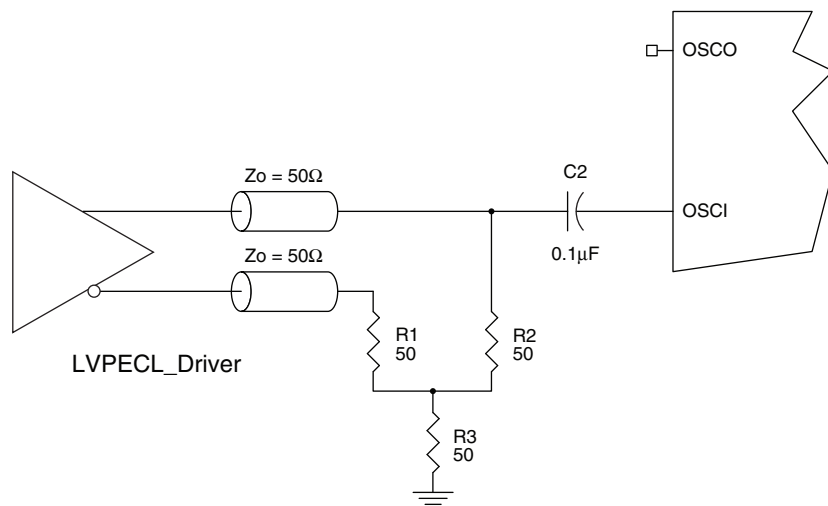 OSCO
C2
Zo = 50Ω
OSCI
0.1µF
Zo = 50Ω
R1
50
R2
50
LVPECL_Driver
R3
50